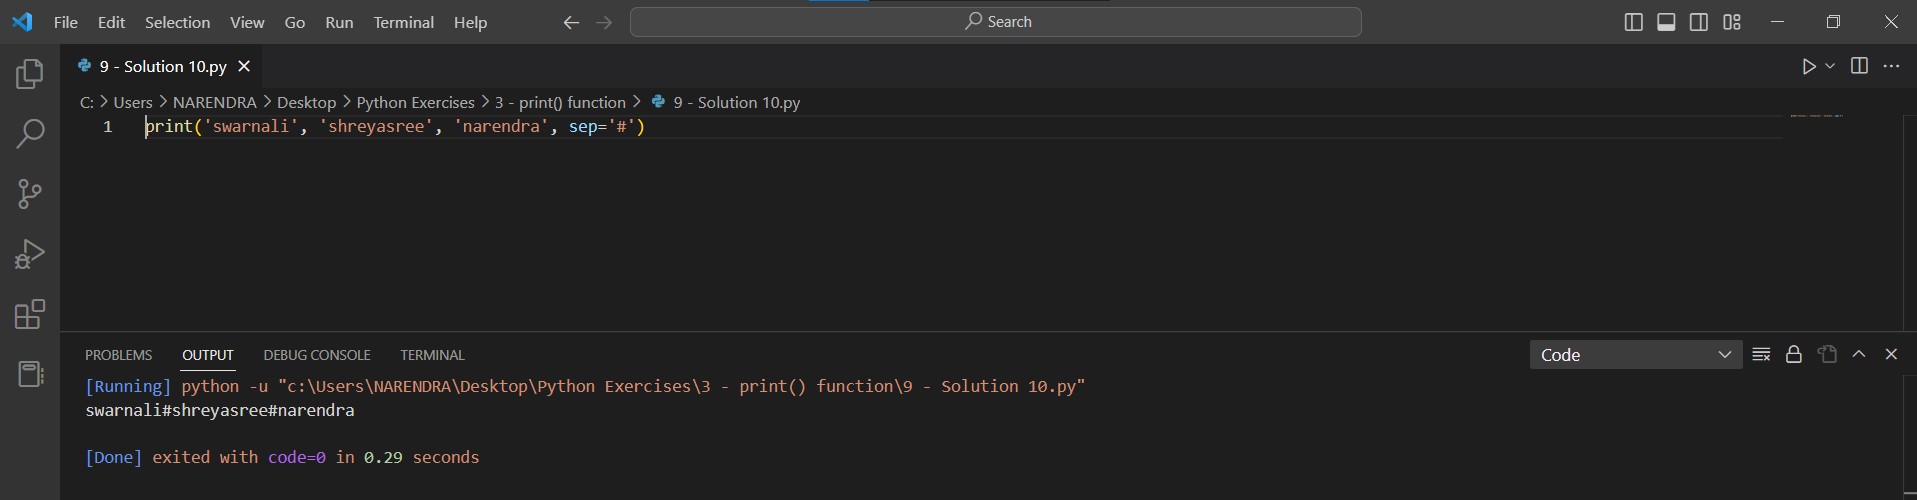 File Edit Selection View Go Run Terminal Help Search
9 - Solution 10.py
C: > Users > NARENDRA > Desktop > Python Exercises > 3 - print() function > 9 - Solution 10.py
1 print('swarnali', 'shreyasree', 'narendra', sep='#')
PROBLEMS OUTPUT DEBUG CONSOLE TERMINAL Code
[Running] python -u "c:\Users\NARENDRA\Desktop\Python Exercises\3 - print() function\9 - Solution 10.py"
swarnali#shreyasree#narendra
[Done] exited with code=0 in 0.29 seconds